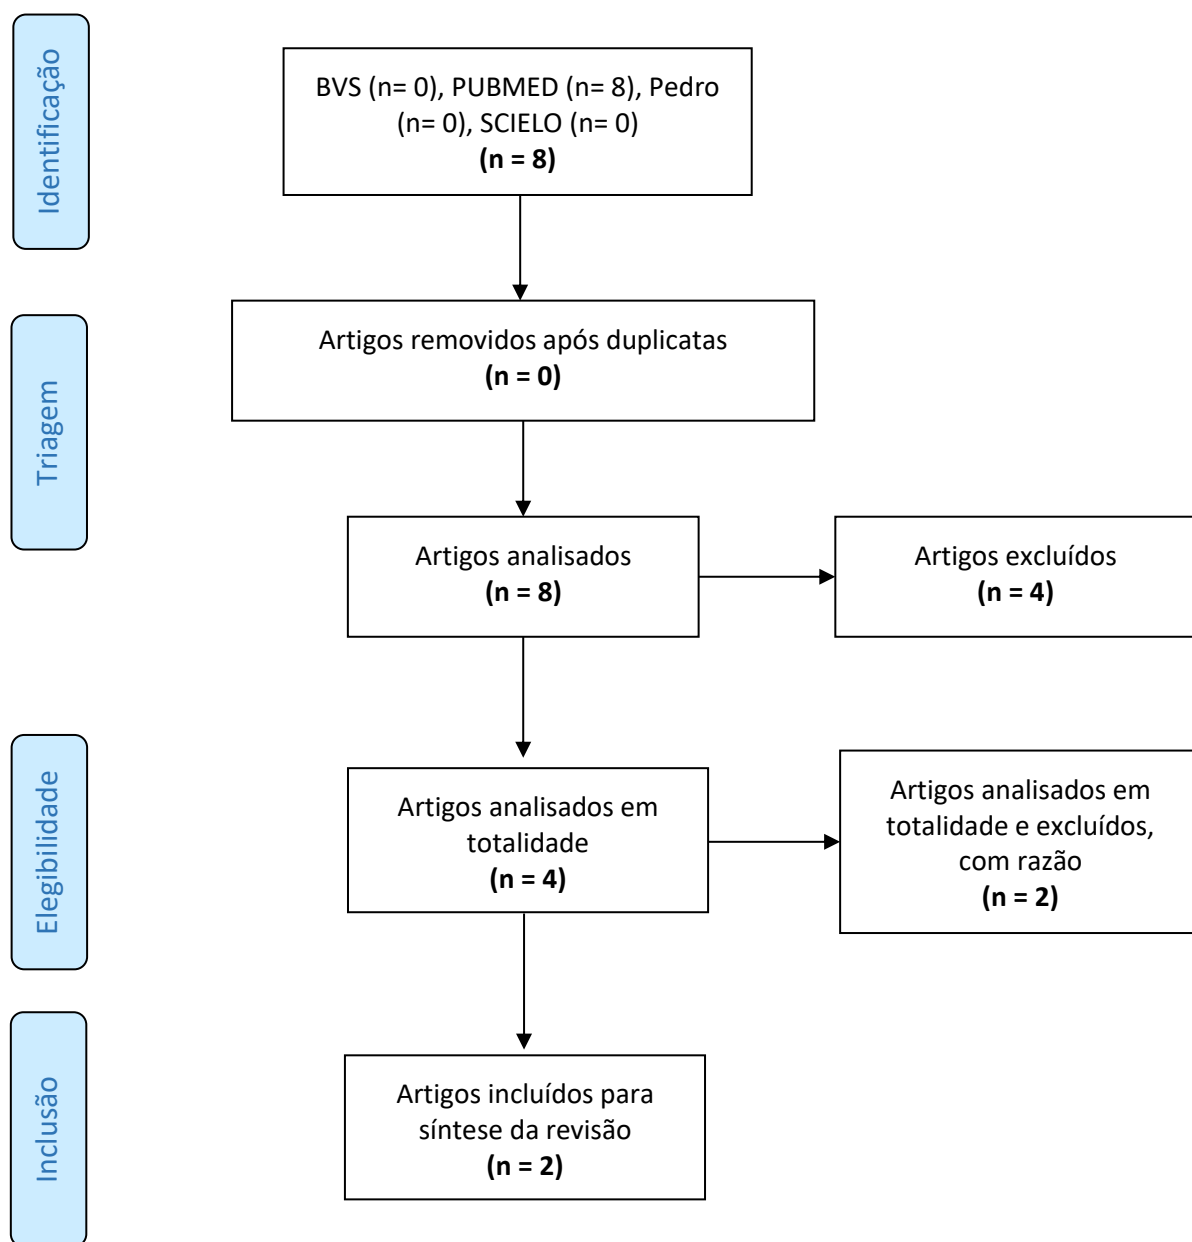 Identificação
BVS (n= 0), PUBMED (n= 8), Pedro
(n= 0), SCIELO (n= 0)
(n = 8)
Triagem
Artigos removidos após duplicatas
(n = 0)
Artigos analisados
(n = 8)
Artigos excluídos
(n = 4)
Elegibilidade
Artigos analisados em
totalidade
(n = 4)
Artigos analisados em
totalidade e excluídos,
com razão
(n = 2)
Inclusão
Artigos incluídos para
síntese da revisão
(n = 2)